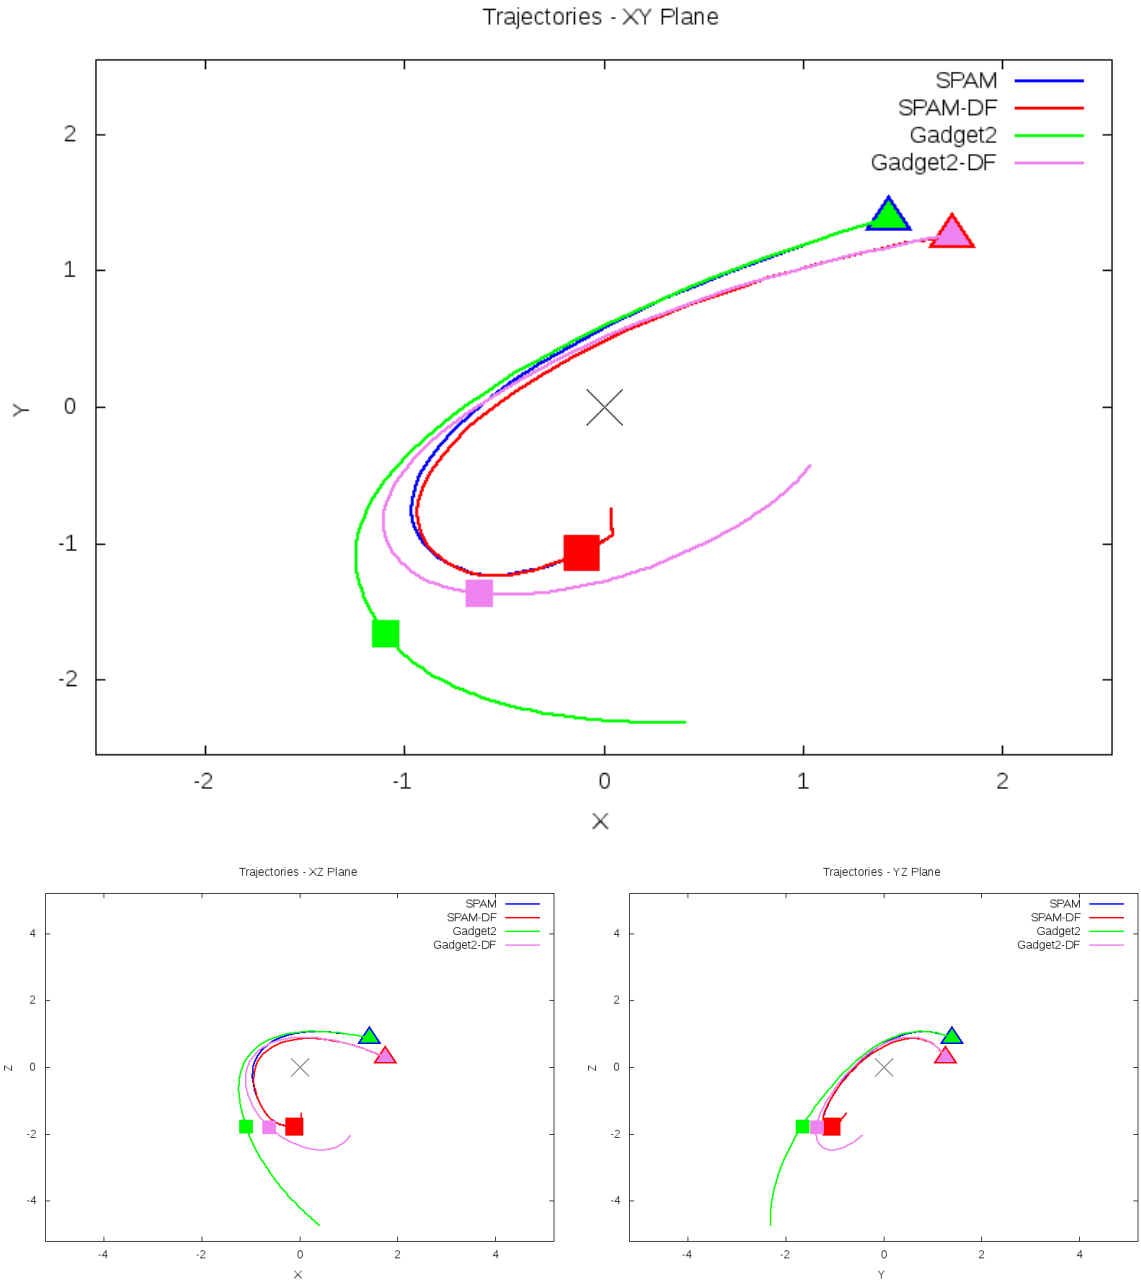 Trajectories - XY Plane
SPAM
SPAM-DF
Gadget2
Gadget2-DF
2
1
0
-1
-2
Y
-2 -1 0 1 2
X
Trajectories - XZ Plane
SPAM
SPAM-DF
Gadget2
Gadget2-DF
4
2
0
-2
-4
Z
-4 -2 0 2 4
X
Trajectories - YZ Plane
SPAM
SPAM-DF
Gadget2
Gadget2-DF
4
2
0
-2
-4
Z
-4 -2 0 2 4
Y